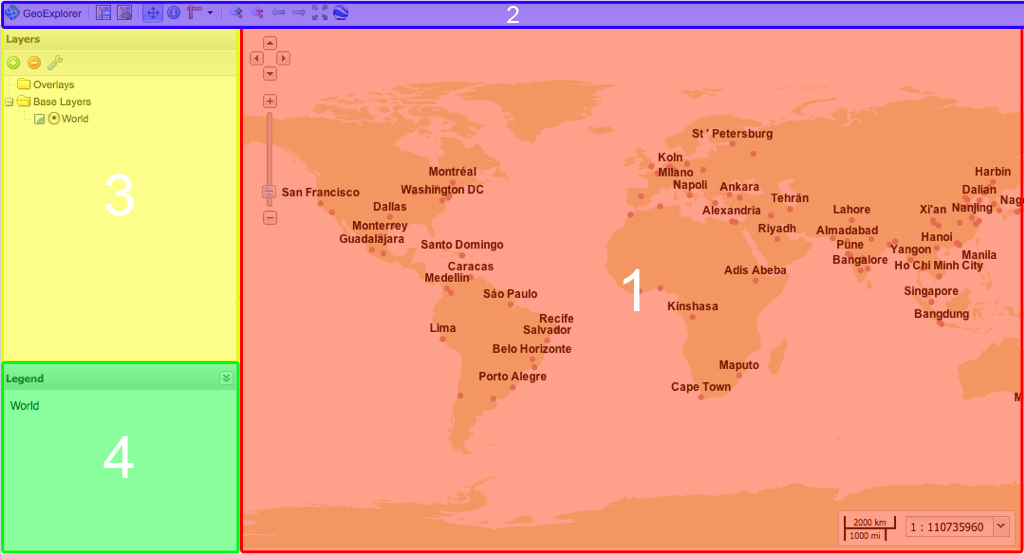 GeoExplorer
2
Layers
Overlays
Base Layers
World
3
Legend
World
4
St ' Petersburg
Koln
Milano
Napoli
Ankara
Harbin
Dalian
Montréal
Washington DC
San Francisco
Dallas
Monterrey
Guadalajara
Tehrān
Alexandria
Lahore
Xi'an
Nanjing
Nag
Riyadh
Almadabad
Hanoi
Pune
Yangon
Manila
Bangalore
Ho Chi Minh City
Santo Domingo
Caracas
Medellin
Adis Abeba
São Paulo
1
Kinshasa
Singapore
Bangdung
Recife
Salvador
Lima
Belo Horizonte
Porto Alegre
Maputo
Cape Town
M
2000 km
1000 mi
1 : 110735960